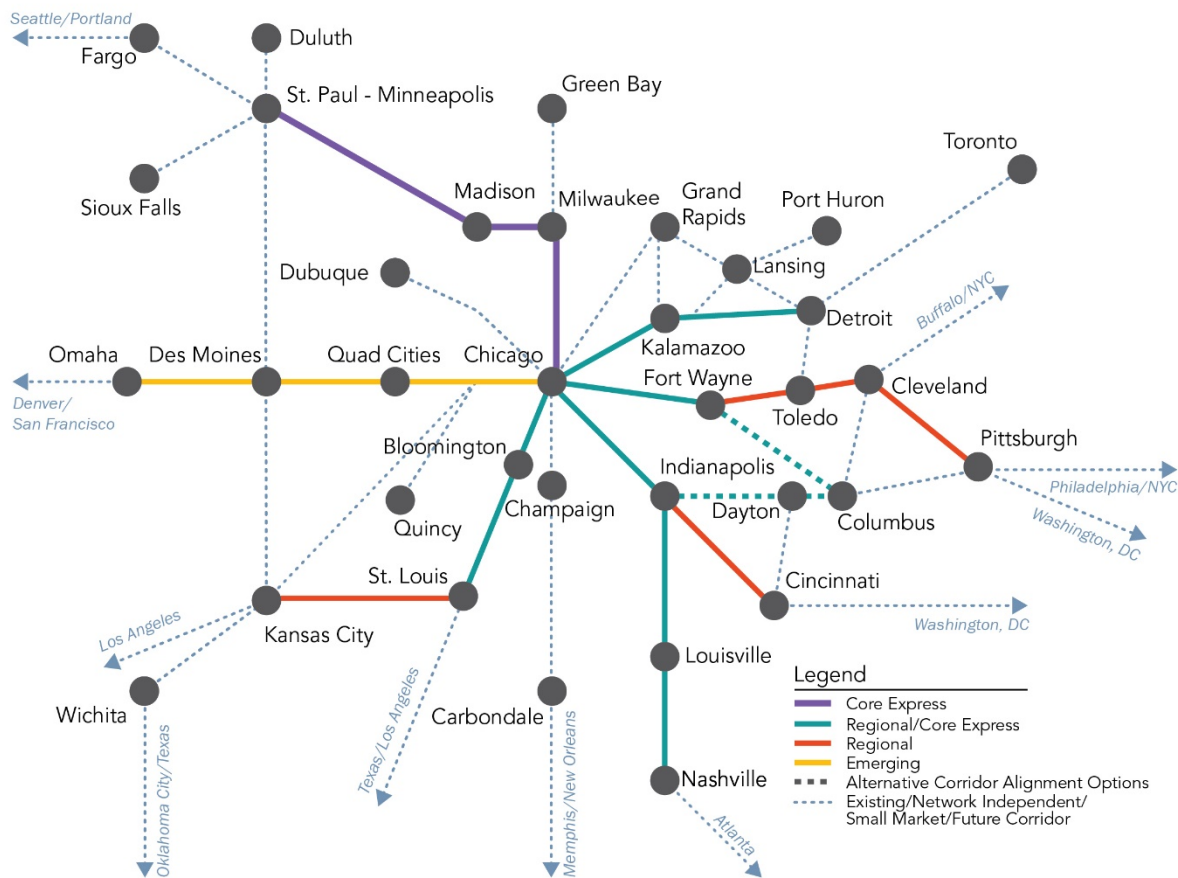 Seattle/Portland
Fargo
Duluth
St. Paul - Minneapolis
Green Bay
Toronto
Sioux Falls
Madison
Milwaukee
Grand
Rapids
Port Huron
Lansing
Dubuque
Buffalo/NYC
Detroit
Kalamazoo
Omaha
Des Moines
Quad Cities
Chicago
Fort Wayne
Cleveland
Toledo
Denver/
San Francisco
Bloomington
Pittsburgh
Indianapolis
Philadelphia/NYC
Quincy
Champaign
Dayton
Columbus
Washington, DC
St. Louis
Cincinnati
Washington, DC
Los Angeles
Kansas City
Louisville
Wichita
Carbondale
Texas/Los Angeles
Oklahoma City/Texas
Memphis/New Orleans
Nashville
Atlanta
Legend
Core Express
Regional/Core Express
Regional
Emerging
Alternative Corridor Alignment Options
Existing/Network Independent/
Small Market/Future Corridor